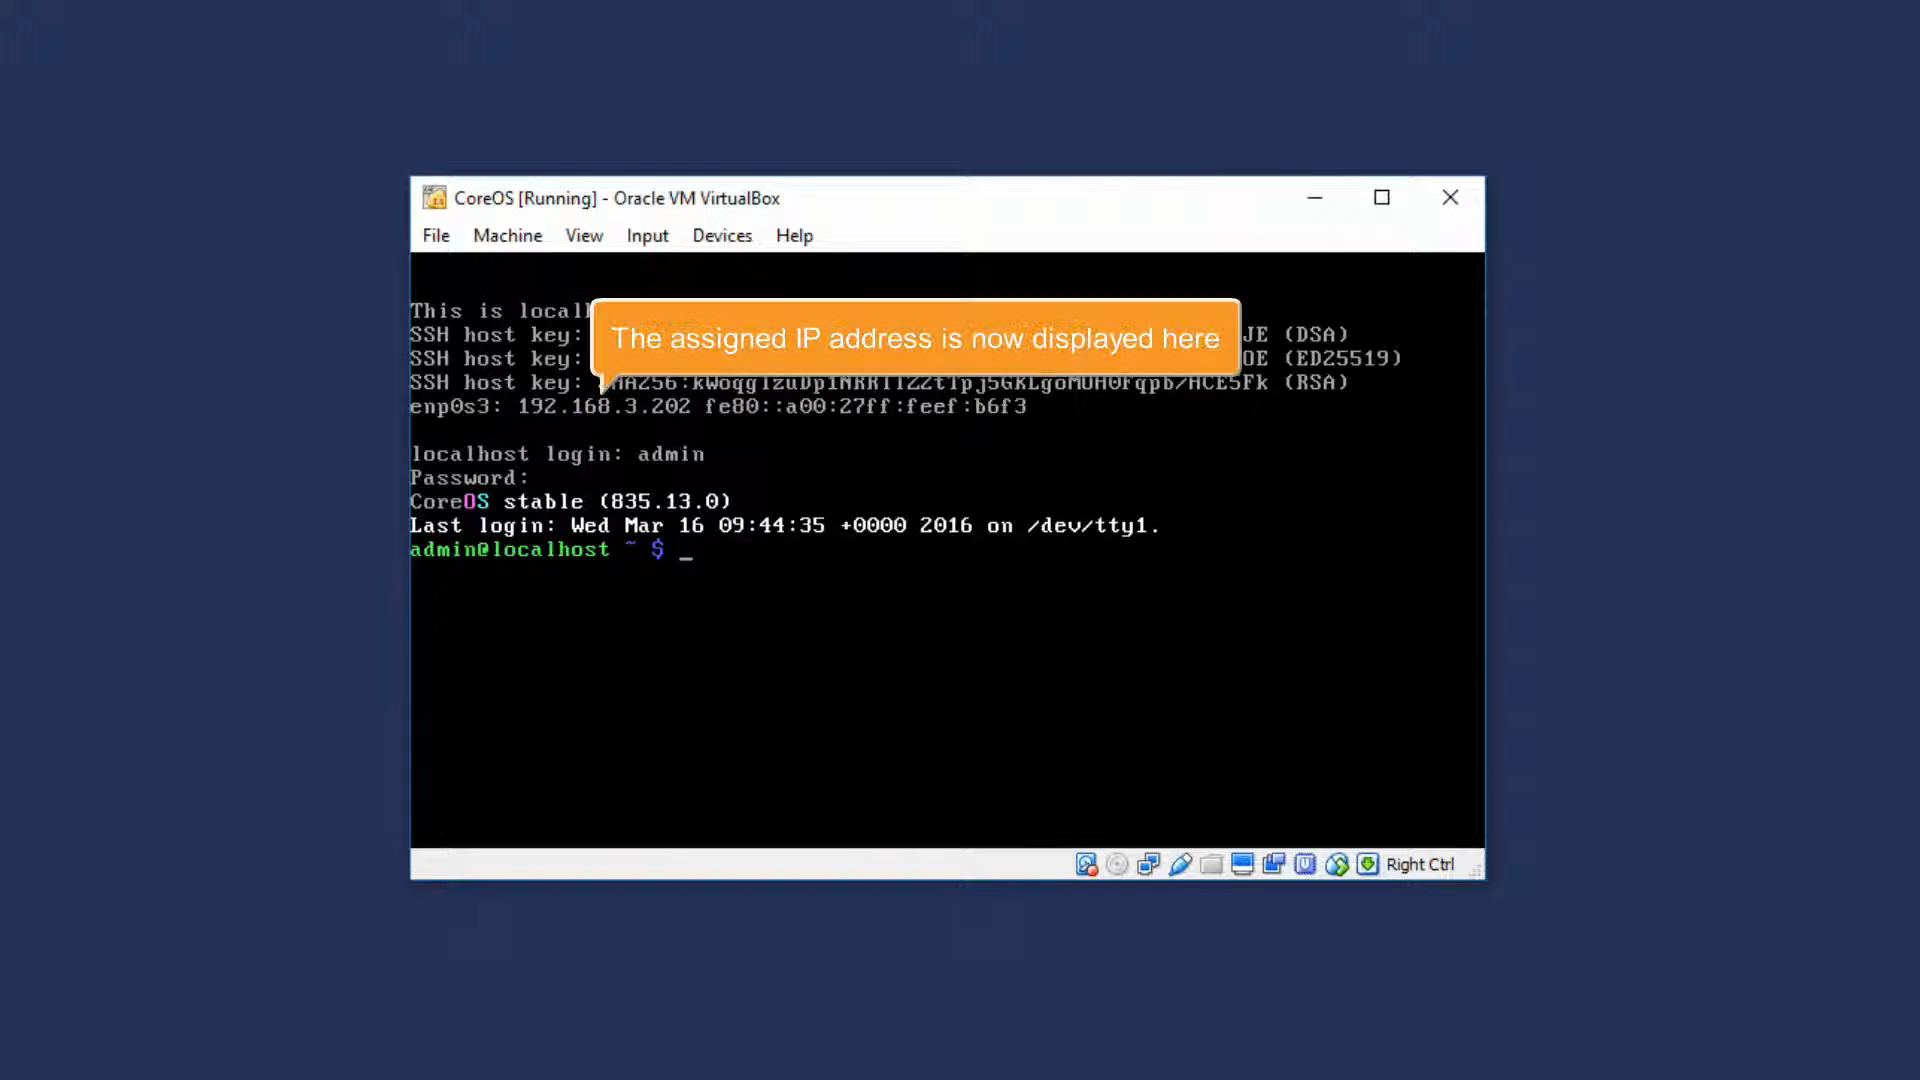 CoreOS [Running] - Oracle VM VirtualBox
File Machine View Input Devices Help
This is
SSH host key: JE (DSA)
The assigned IP address is now displayed here
SSH host key: OE (ED25519)
SSH host key: (RSA)
enp0s3: 192.168.3.202 fe80::a00:27ff:feef:b6f3
localhost login: admin
Password:
CoreOS stable (835.13.0)
Last login: Wed Mar 16 09:44:35 +0000 2016 on /dev/tty1.
admin@localhost ~ $ _
Right Ctrl